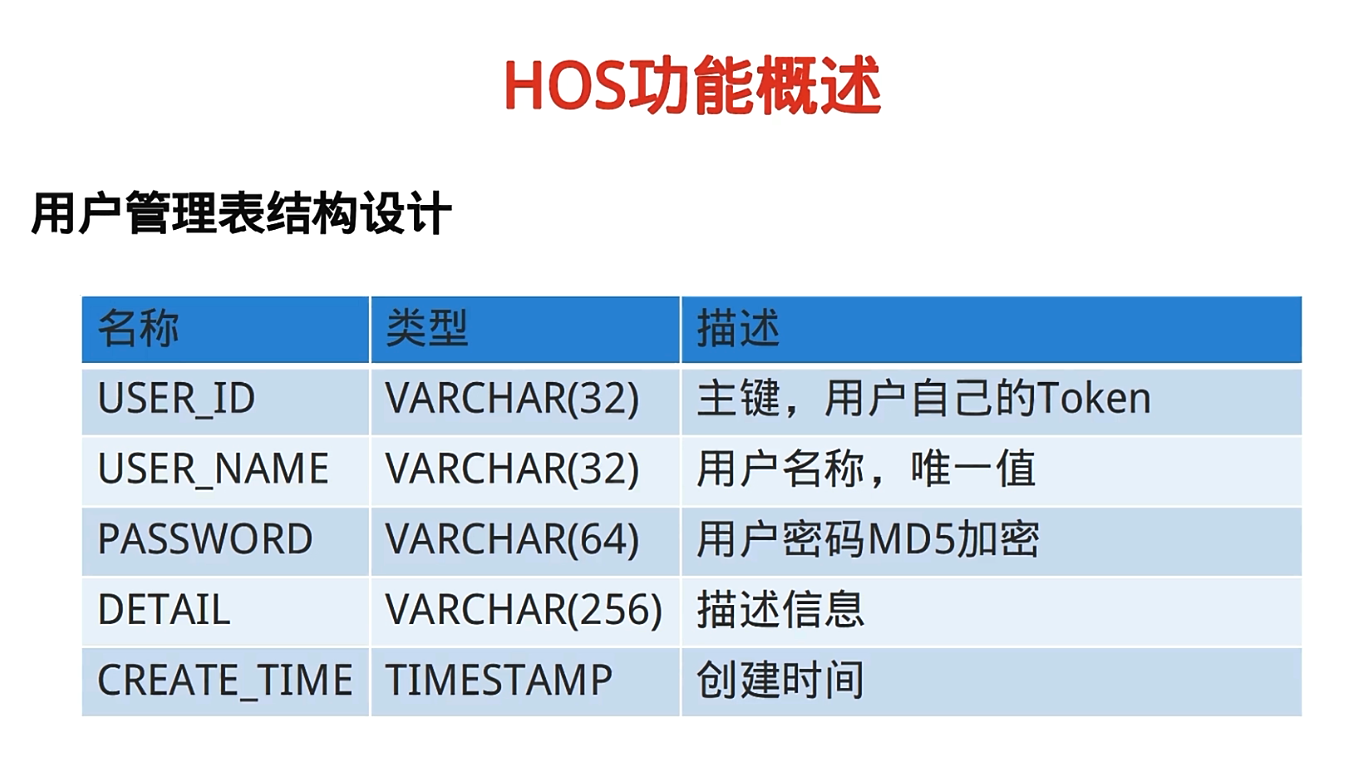 HOS功能概述
用户管理表结构设计
名称 类型 描述
USER_ID VARCHAR(32) 主键，用户自己的Token
USER_NAME VARCHAR(32) 用户名称，唯一值
PASSWORD VARCHAR(64) 用户密码MD5加密
DETAIL VARCHAR(256) 描述信息
CREATE_TIME TIMESTAMP 创建时间